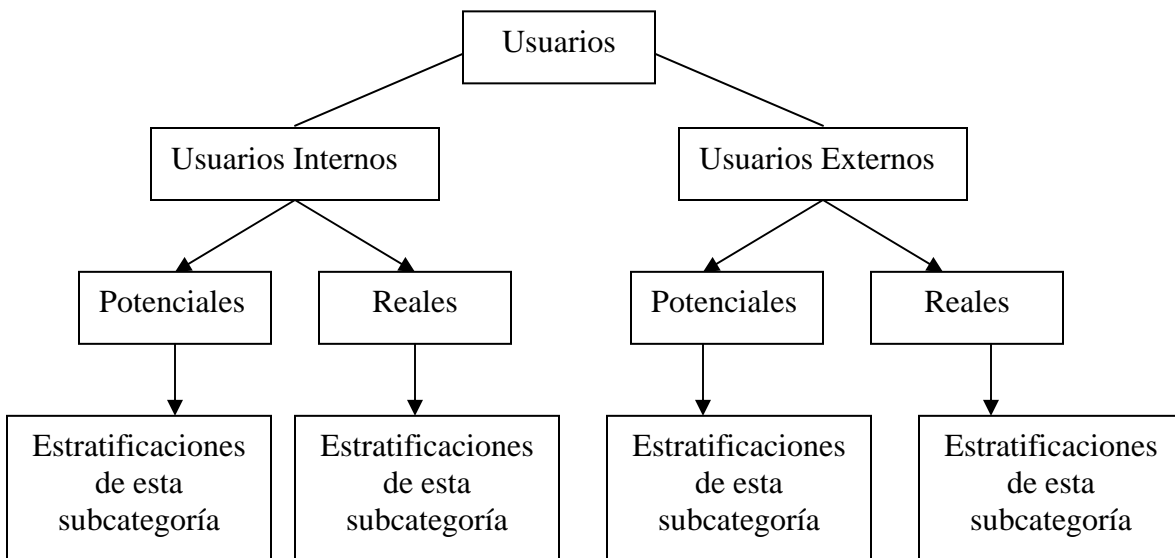 Usuarios
Usuarios Internos
Usuarios Externos
Potenciales
Reales
Potenciales
Reales
Estratificaciones
de esta
subcategoría
Estratificaciones
de esta
subcategoría
Estratificaciones
de esta
subcategoría
Estratificaciones
de esta
subcategoría